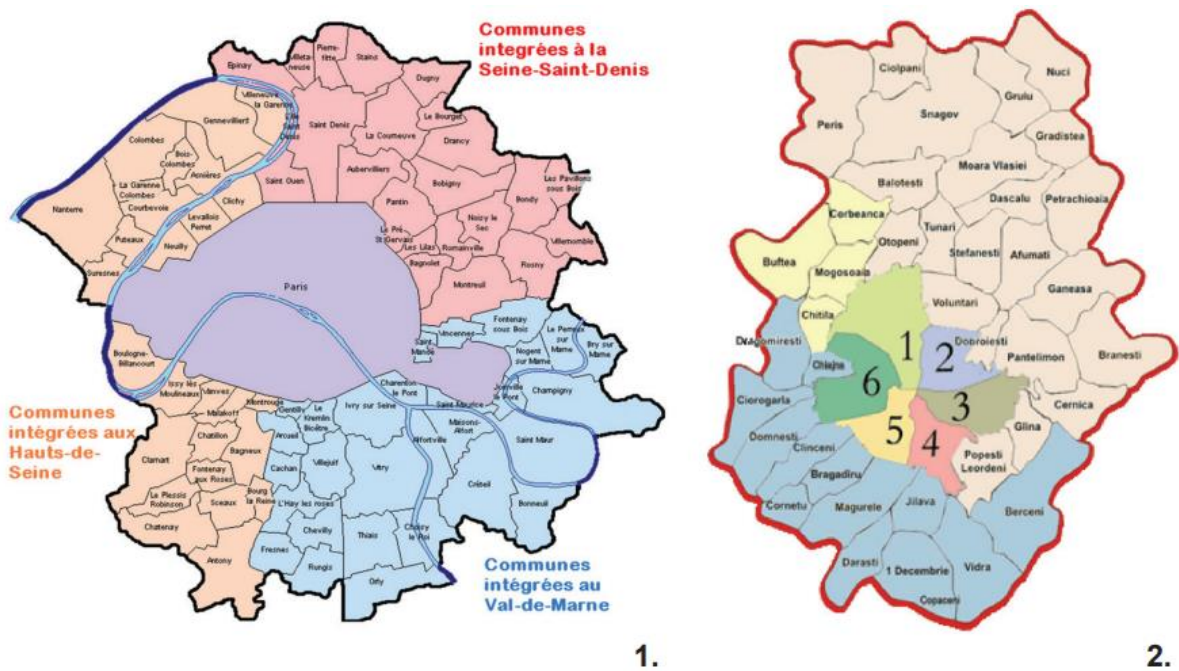 Communes
integrées à la
Seine-Saint-Denis
Epinay
Villeta-
neuse
Pierre-
fitte
Stains
Dugny
Villeneuve
la Garenne
L'Ile
Saint
Denis
Gennevilliers
Saint Denis
La Courneuve
Le Bourget
Drancy
Colombes
Bois-
Colombes
Asnières
Aubervilliers
Bobigny
Les Pavillons
sous Bois
La Garenne
Colombes
Saint Ouen
Bondy
Nanterre
Courbevoie
Clichy
Pantin
Noisy le
Sec
Levallois
Perret
Le Pré
St Gervais
Les Lilas
Romainville
Villemomble
Puteaux
Neuilly
Bagnolet
Rosny
Suresnes
Montreuil
Paris
Fontenay
sous Bois
Le Perreux
sur
Marne
Vincennes
Saint
Mandé
Nogent
sur Marne
Bry sur
Marne
Boulogne-
Billancourt
Issy les
Moulineaux
Vanves
Charenton
le Pont
Joinville
le Pont
Champigny
Communes
intégrées aux
Hauts-de-
Seine
Malakoff
Montrouge
Gentilly
Le
Kremlin
Bicêtre
Ivry sur Seine
Saint Maurice
Maisons-
Alfort
Saint Maur
Chatillon
Arcueil
Alfortville
Clamart
Bagneux
Cachan
Villejuif
Vitry
Fontenay
aux Roses
Créteil
Le Plessis
Robinson
Sceaux
Bourg
la Reine
L'Hay les roses
Bonneuil
Chatenay
Chevilly
Thiais
Choisy
le Roi
Antony
Fresnes
Rungis
Orly
Communes
intégrées au
Val-de-Marne
1.
Ciolpani
Nuci
Gruiu
Peris
Snagov
Gradistea
Moara Vlasiei
Balotesti
Dascalu
Petrachioaia
Corbeanca
Tunari
Otopeni
Stefanesti
Afumati
Buftea
Mogosoaia
Ganeasa
Voluntari
Chitila
Dragomiresti
Dobroiesti
Pantelimon
Branesti
Chiajna
1
2
6
3
Ciorogarla
Cernica
5
4
Glina
Domnesti
Clinceni
Popesti
Leordeni
Bragadiru
Jilava
Cornetu
Magurele
Berceni
Darasti
1 Decembrie
Vidra
Copaceni
2.